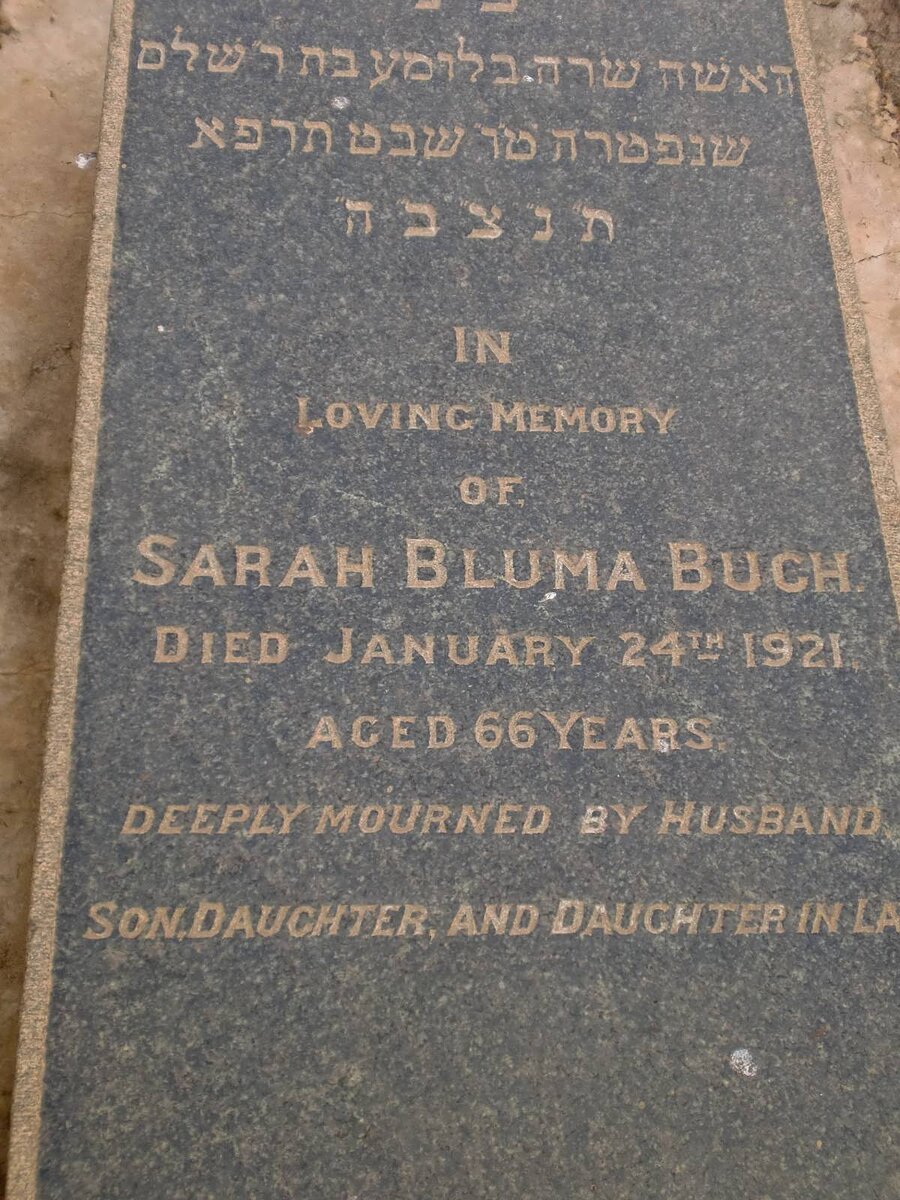 האשה שרה בלומע בת ר' שלם
שנפטרה טו שבט תרפא
ת' נ' צ' ב' ה'
IN
LOVING MEMORY
OF
SARAH BLUMA BUCH.
DIED JANUARY 24TH 1921.
AGED 66 YEARS.
DEEPLY MOURNED BY HUSBAND,
SON, DAUGHTER, AND DAUGHTER IN LA